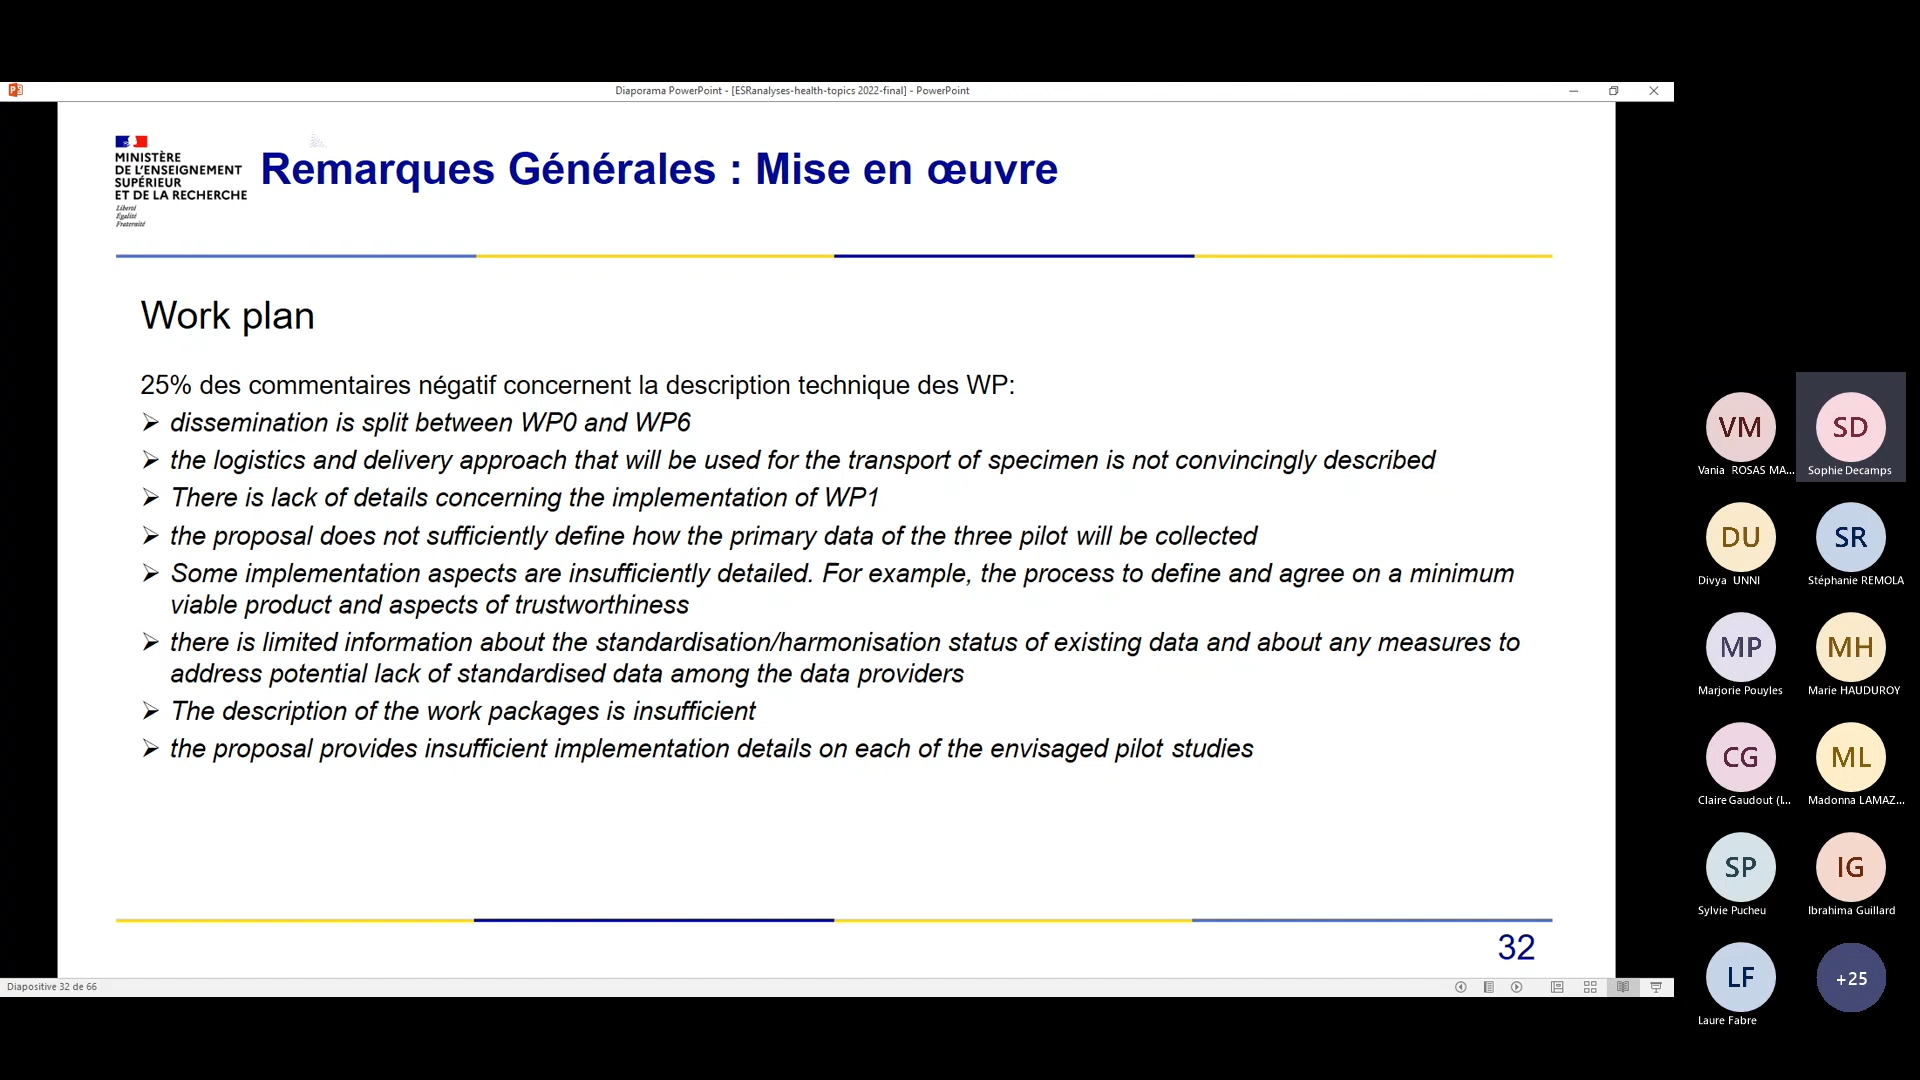 Diaporama PowerPoint - [ESRanalyses-health-topics 2022-final] - PowerPoint
MINISTÈRE
DE L'ENSEIGNEMENT
SUPÉRIEUR
ET DE LA RECHERCHE
Liberté
Égalité
Fraternité
Remarques Générales : Mise en œuvre
Work plan
25% des commentaires négatif concernent la description technique des WP:
➢ dissemination is split between WP0 and WP6
➢ the logistics and delivery approach that will be used for the transport of specimen is not convincingly described
➢ There is lack of details concerning the implementation of WP1
➢ the proposal does not sufficiently define how the primary data of the three pilot will be collected
➢ Some implementation aspects are insufficiently detailed. For example, the process to define and agree on a minimum
viable product and aspects of trustworthiness
➢ there is limited information about the standardisation/harmonisation status of existing data and about any measures to
address potential lack of standardised data among the data providers
➢ The description of the work packages is insufficient
➢ the proposal provides insufficient implementation details on each of the envisaged pilot studies
32
Diapositive 32 de 66
VM
Vania ROSAS MA...
SD
Sophie Decamps
DU
Divya UNNI
SR
Stéphanie REMOLA
MP
Marjorie Pouyles
MH
Marie HAUDUROY
CG
Claire Gaudout (I...
ML
Madonna LAMAZ...
SP
Sylvie Pucheu
IG
Ibrahima Guillard
LF
Laure Fabre
+25